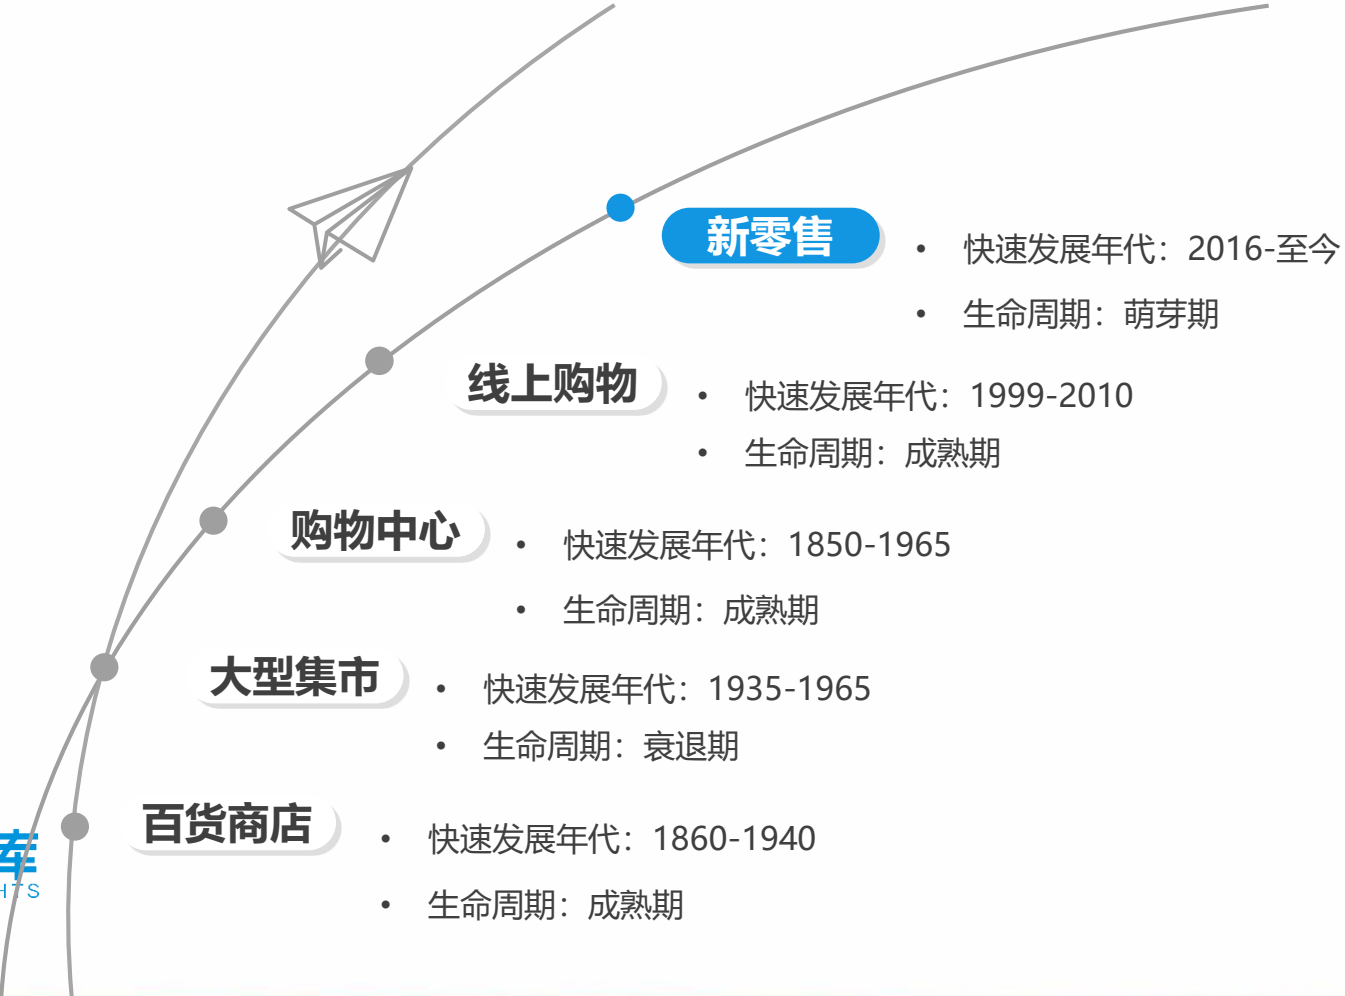 新零售
• 快速发展年代：2016-至今
• 生命周期：萌芽期
线上购物
• 快速发展年代：1999-2010
• 生命周期：成熟期
购物中心
• 快速发展年代：1850-1965
• 生命周期：成熟期
大型集市
• 快速发展年代：1935-1965
• 生命周期：衰退期
百货商店
• 快速发展年代：1860-1940
• 生命周期：成熟期
库
HTS